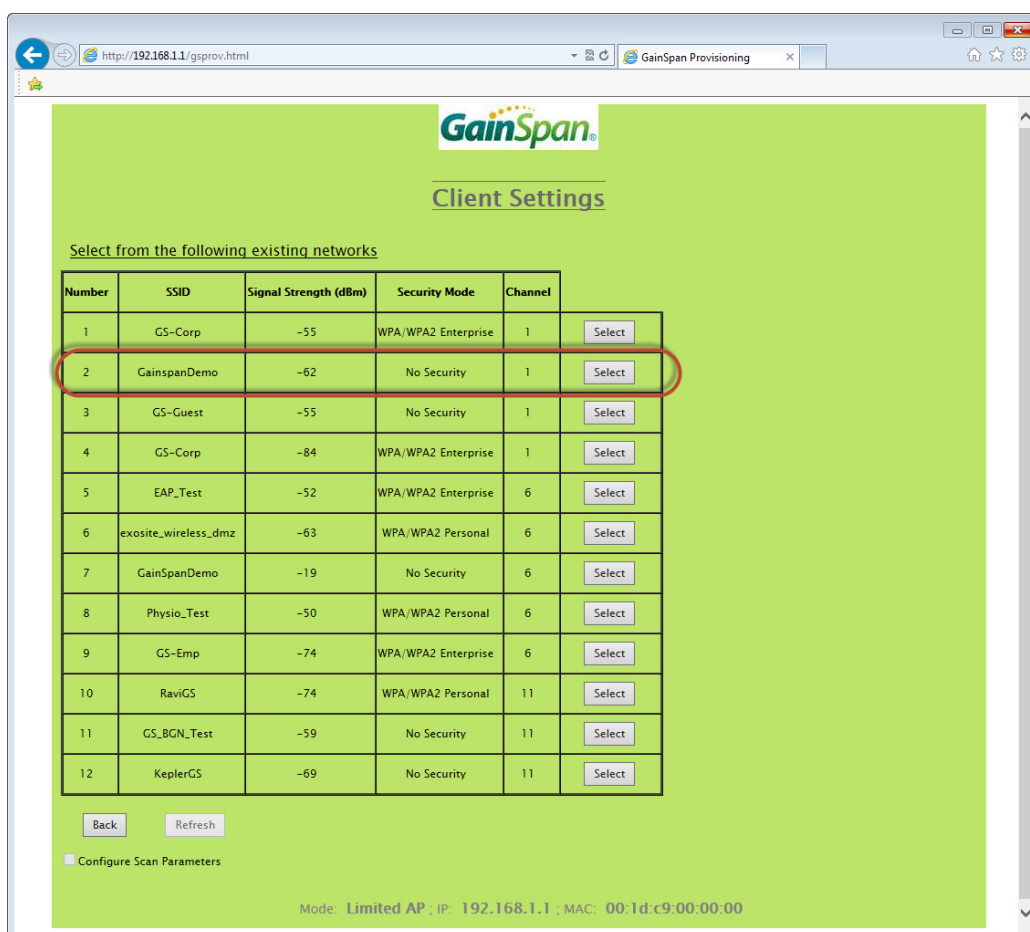 http://192.168.1.1/gsprov.html
GainSpan Provisioning
GainSpan®
Client Settings
Select from the following existing networks
Number SSID Signal Strength (dBm) Security Mode Channel
1 GS-Corp -55 WPA/WPA2 Enterprise 1 Select
2 GainspanDemo -62 No Security 1 Select
3 GS-Guest -55 No Security 1 Select
4 GS-Corp -84 WPA/WPA2 Enterprise 1 Select
5 EAP_Test -52 WPA/WPA2 Enterprise 6 Select
6 exosite_wireless_dmz -63 WPA/WPA2 Personal 6 Select
7 GainSpanDemo -19 No Security 6 Select
8 Physio_Test -50 WPA/WPA2 Personal 6 Select
9 GS-Emp -74 WPA/WPA2 Enterprise 6 Select
10 RaviGS -74 WPA/WPA2 Personal 11 Select
11 GS_BGN_Test -59 No Security 11 Select
12 KeplerGS -69 No Security 11 Select
Back Refresh
Configure Scan Parameters
Mode: Limited AP ; IP: 192.168.1.1 ; MAC: 00:1d:c9:00:00:00